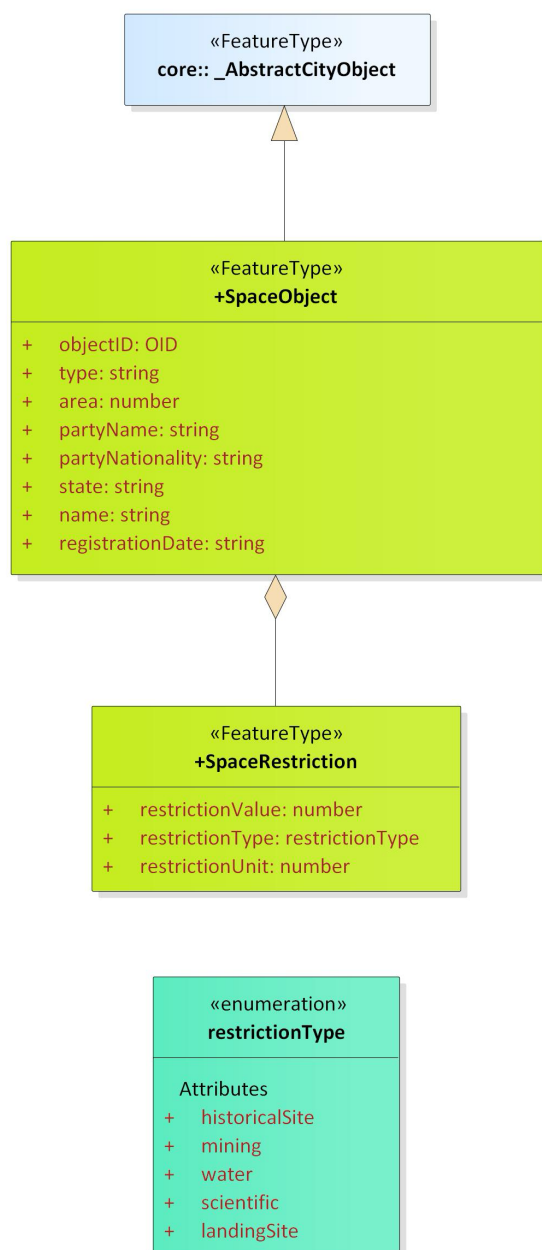 «FeatureType»
core:: _AbstractCityObject
«FeatureType»
+SpaceObject
+ objectID: OID
+ type: string
+ area: number
+ partyName: string
+ partyNationality: string
+ state: string
+ name: string
+ registrationDate: string
«FeatureType»
+SpaceRestriction
+ restrictionValue: number
+ restrictionType: restrictionType
+ restrictionUnit: number
«enumeration»
restrictionType
Attributes
+ historicalSite
+ mining
+ water
+ scientific
+ landingSite